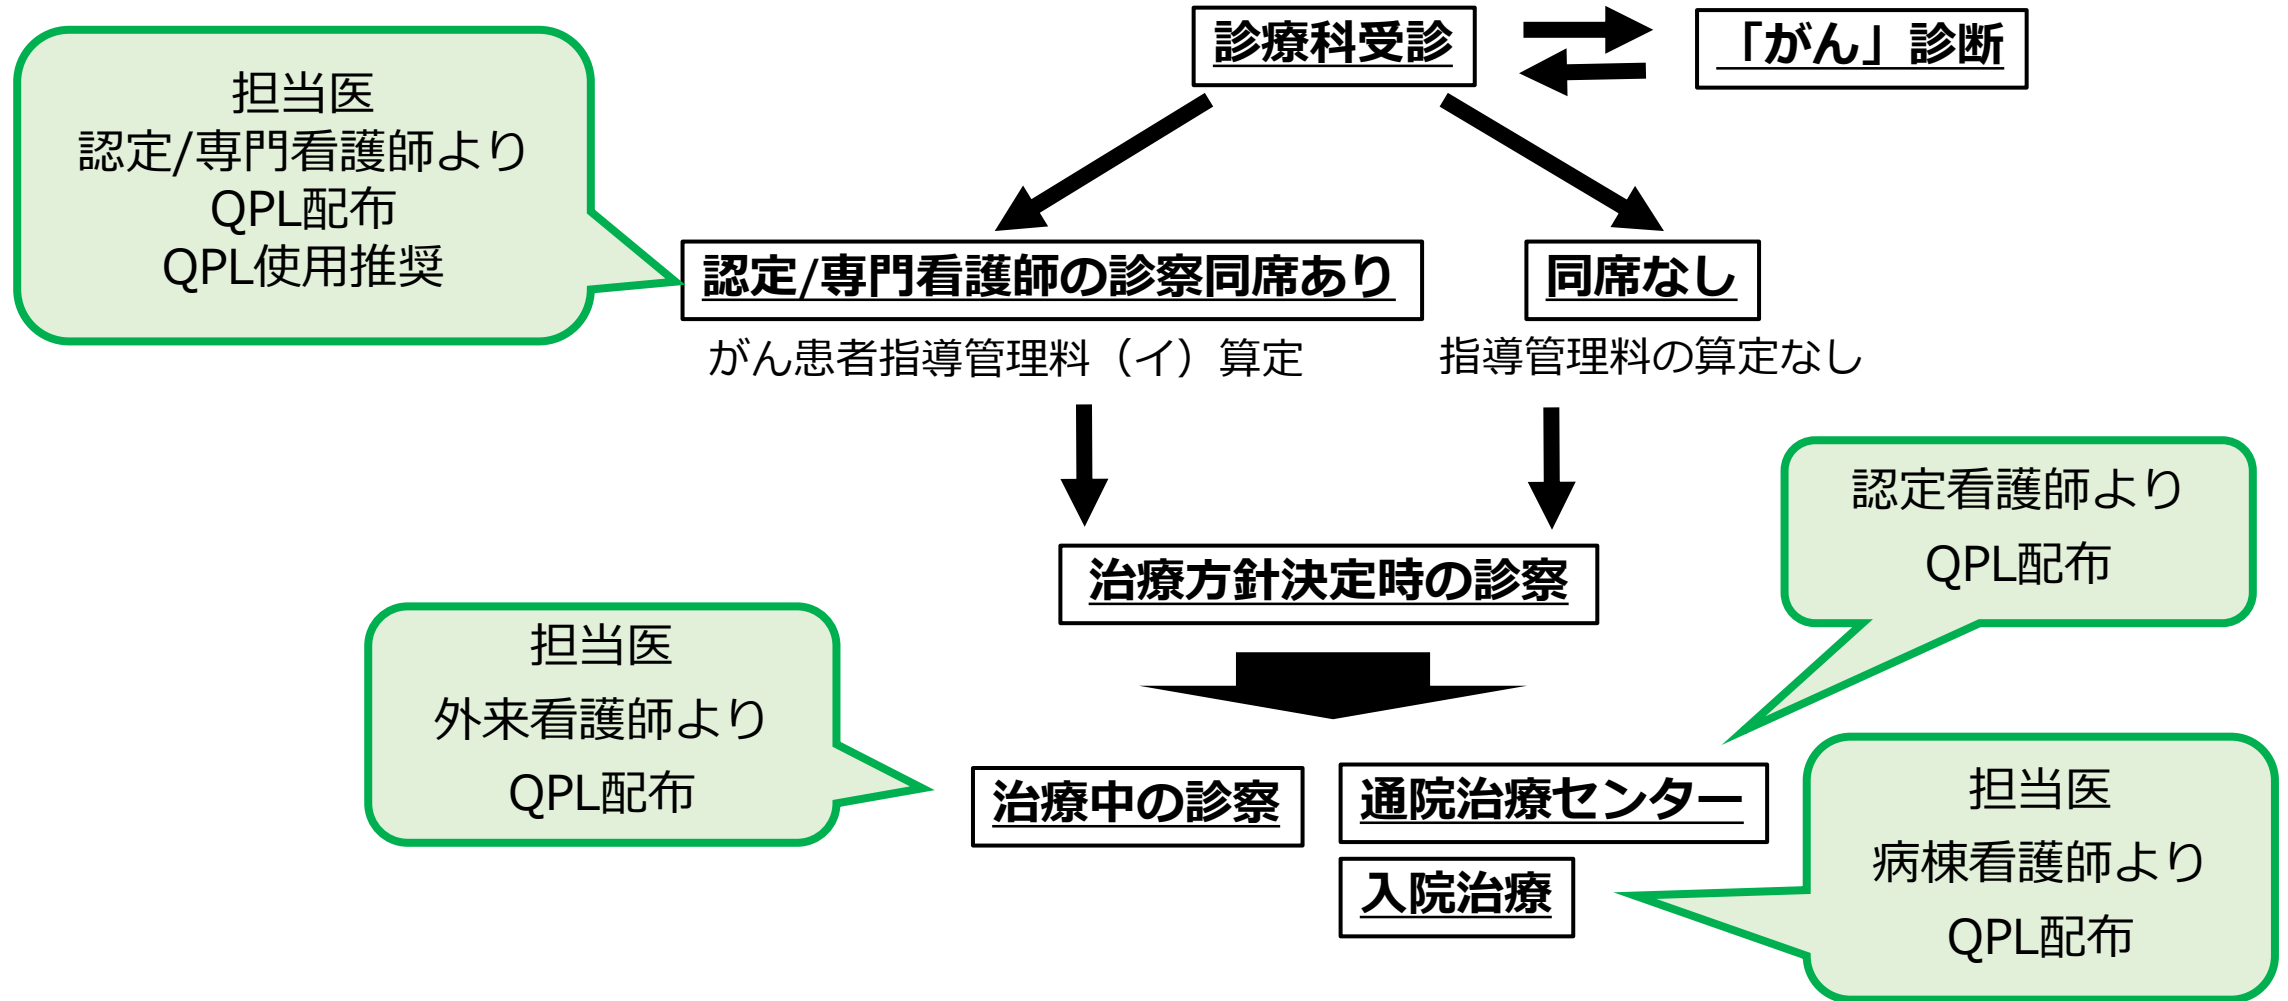 診療科受診
「がん」診断
担当医
認定/専門看護師より
QPL配布
QPL使用推奨
認定/専門看護師の診察同席あり
同席なし
がん患者指導管理料（イ）算定
指導管理料の算定なし
認定看護師より
QPL配布
治療方針決定時の診察
担当医
外来看護師より
QPL配布
治療中の診察
通院治療センター
入院治療
担当医
病棟看護師より
QPL配布